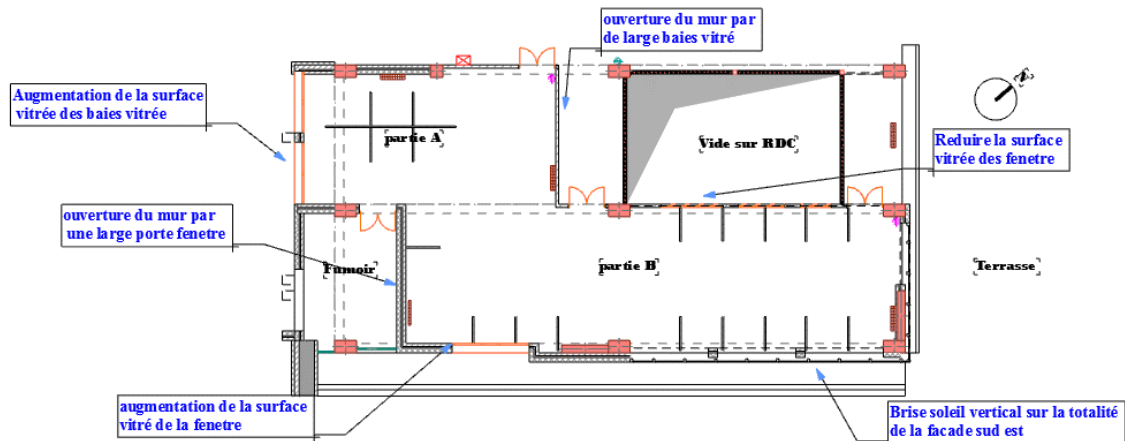 ouverture du mur par
de large baies vitré
Augmentation de la surface
vitrée des baies vitrée
N
partie A
Vide sur RDC
Reduire la surface
vitrée des fenetre
ouverture du mur par
une large porte fenetre
Fumoir
partie B
Terrasse
augmentation de la surface
vitré de la fenetre
Brise soleil vertical sur la totalité
de la facade sud est